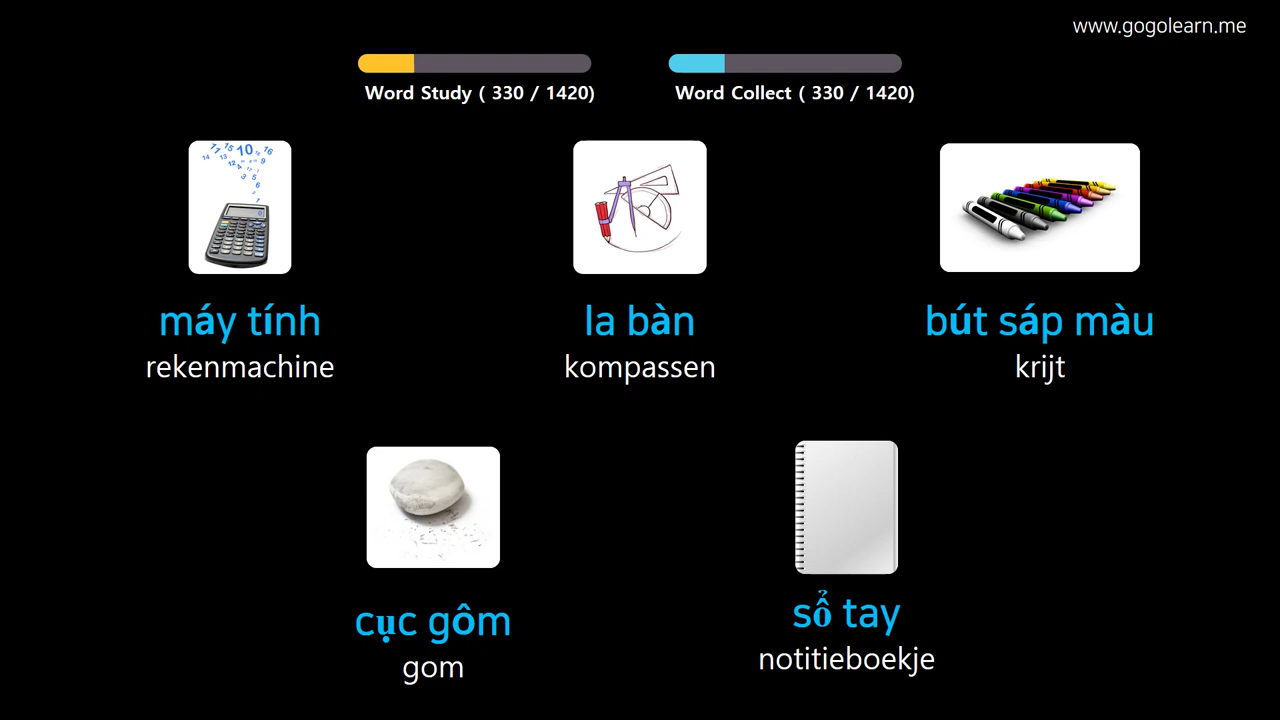 www.gogolearn.me
Word Study ( 330 / 1420)
Word Collect ( 330 / 1420)
máy tính
rekenmachine
la bàn
kompassen
bút sáp màu
krijt
cục gôm
gom
sổ tay
notitieboekje